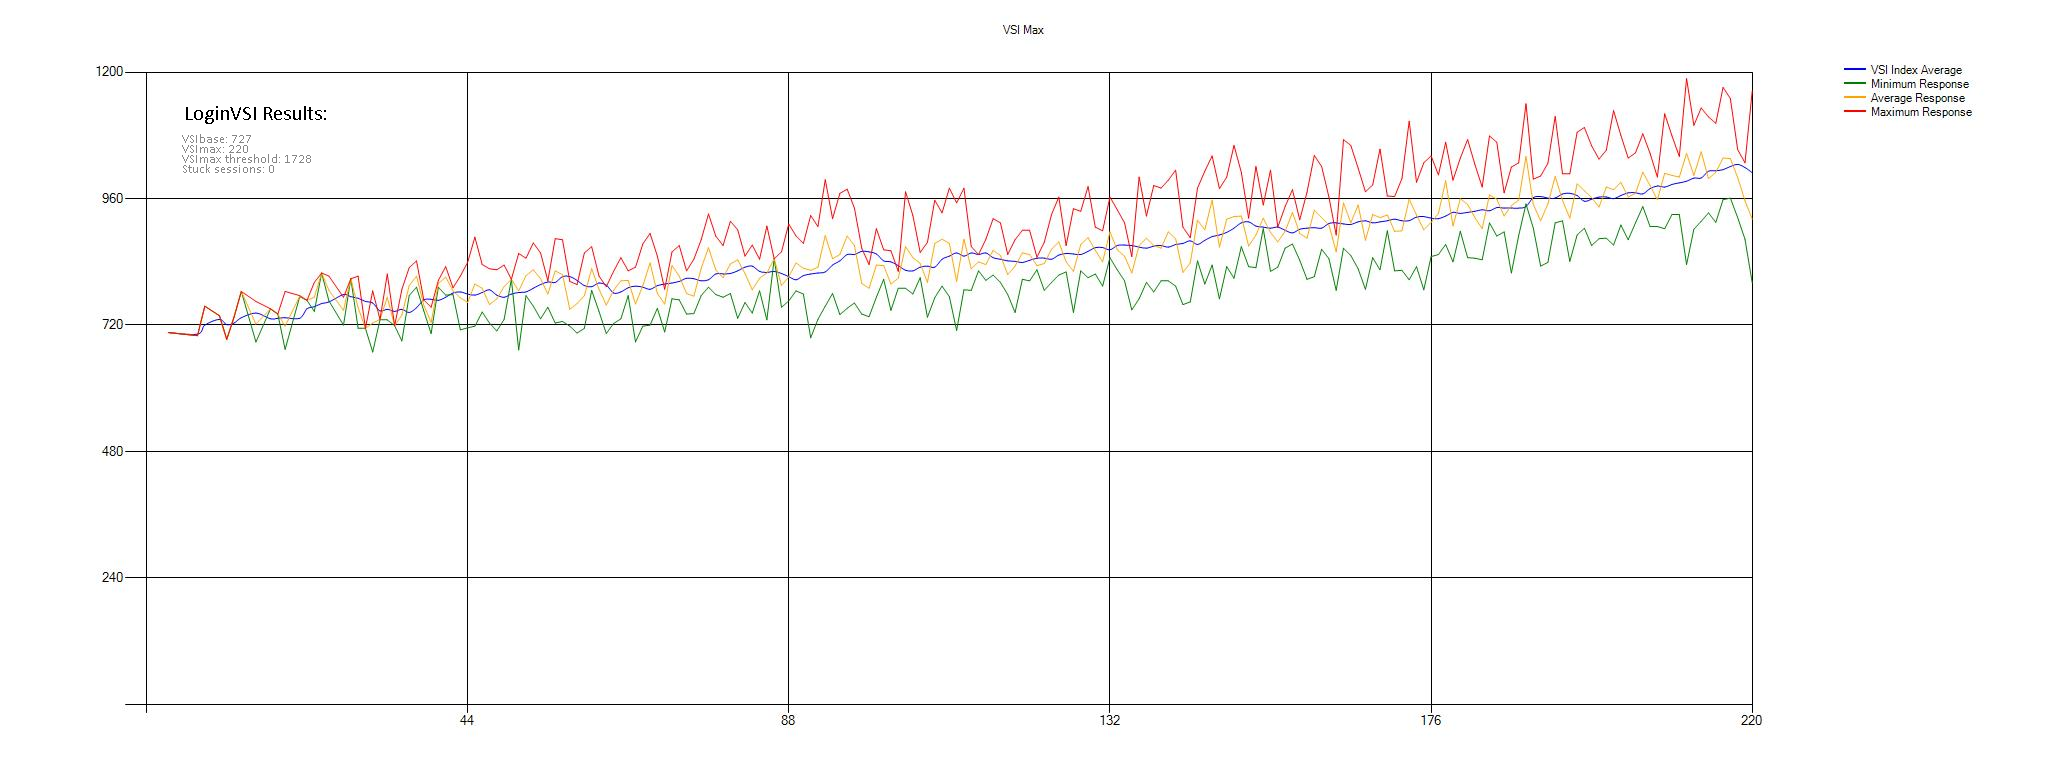 VSI Max
1200
960
720
480
240
LoginVSI Results:
VSIbase: 727
VSImax: 220
VSImax threshold: 1728
Stuck sessions: 0
VSI Index Average
Minimum Response
Average Response
Maximum Response
44
88
132
176
220